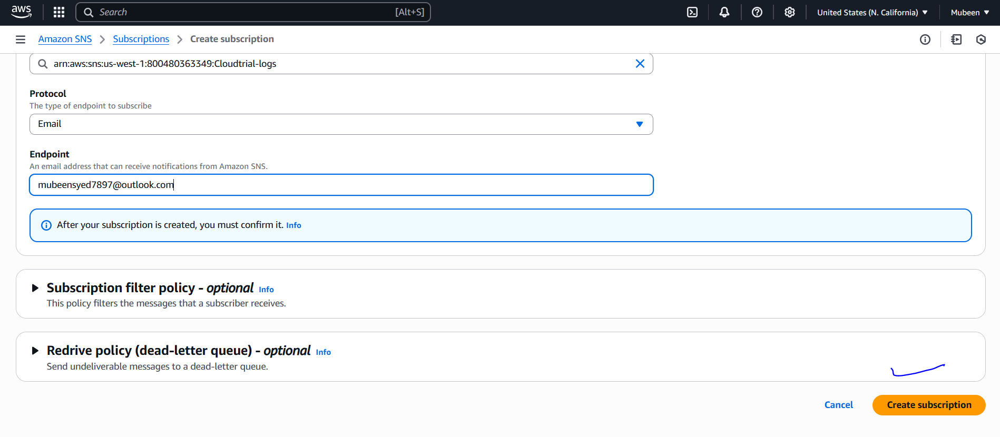 aws
Search [Alt+S]
United States (N. California)
Mubeen
Amazon SNS
Subscriptions
Create subscription
arn:aws:sns:us-west-1:800480363349:Cloudtrial-logs
Protocol
The type of endpoint to subscribe
Email
Endpoint
An email address that can receive notifications from Amazon SNS.
mubeensyed7897@outlook.com
After your subscription is created, you must confirm it. Info
Subscription filter policy - optional Info
This policy filters the messages that a subscriber receives.
Redrive policy (dead-letter queue) - optional Info
Send undeliverable messages to a dead-letter queue.
Cancel
Create subscription